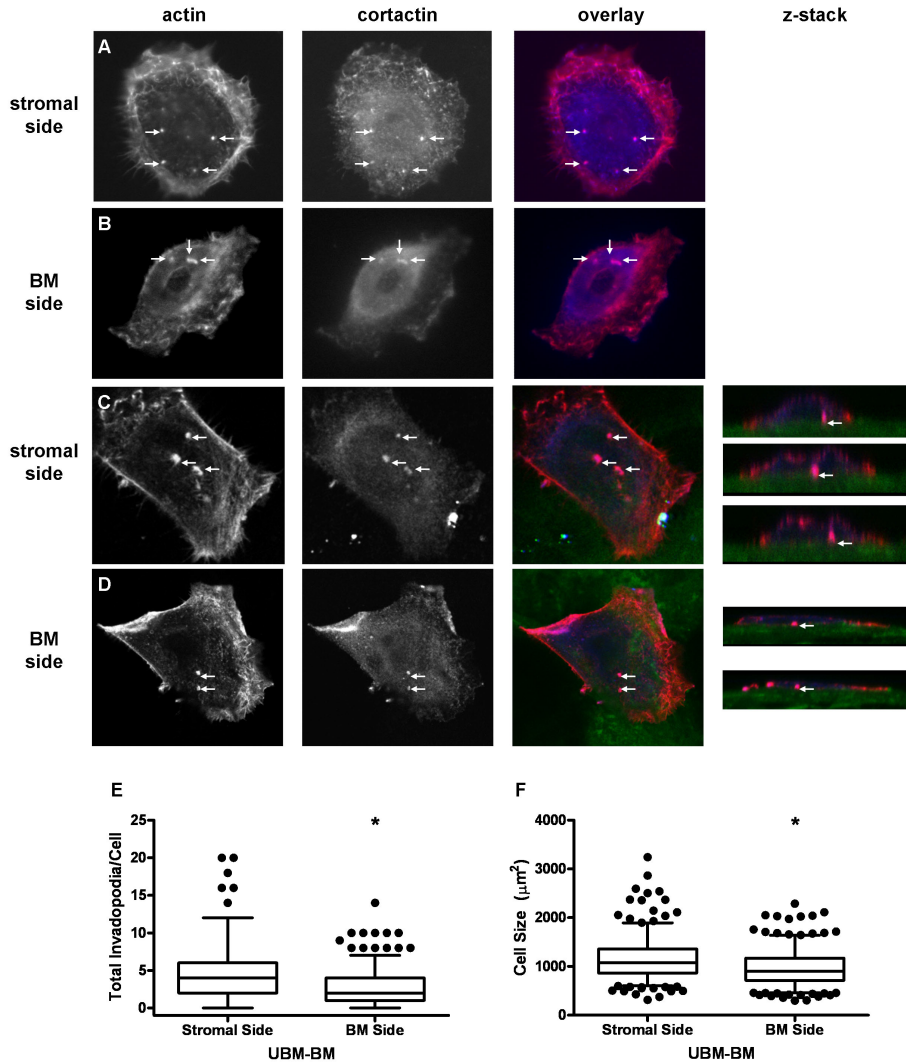 actin cortactin overlay z-stack
A
stromal side
B
BM side
C
stromal side
D
BM side
E
Total Invadopodia/Cell
25
20
15
10
5
0
*
Stromal Side BM Side
UBM-BM
F
Cell Size (μm²)
4000
3000
2000
1000
0
*
Stromal Side BM Side
UBM-BM